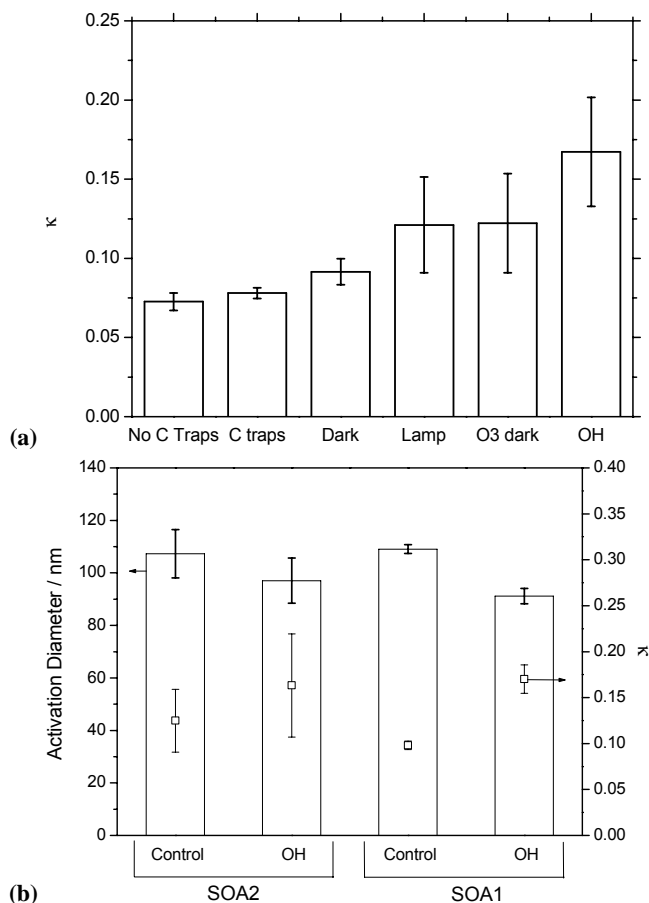 0.25
0.20
0.15
0.10
0.05
0.00
κ
No C Traps C traps Dark Lamp O3 dark OH
(a)
140
120
100
80
60
40
20
0
Activation Diameter / nm
0.40
0.35
0.30
0.25
0.20
0.15
0.10
0.05
0.00
κ
Control OH Control OH
SOA2 SOA1
(b)